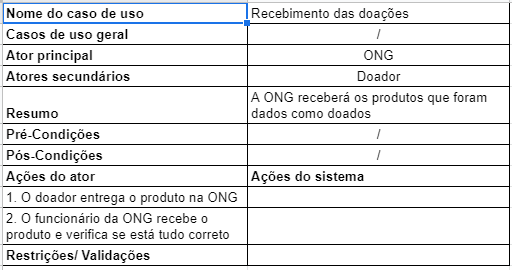 Nome do caso de uso Recebimento das doações
Casos de uso geral /
Ator principal ONG
Atores secundários Doador
Resumo A ONG receberá os produtos que foram
dados como doados
Pré-Condições /
Pós-Condições /
Ações do ator Ações do sistema
1. O doador entrega o produto na ONG
2. O funcionário da ONG recebe o
produto e verifica se está tudo correto
Restrições/ Validações